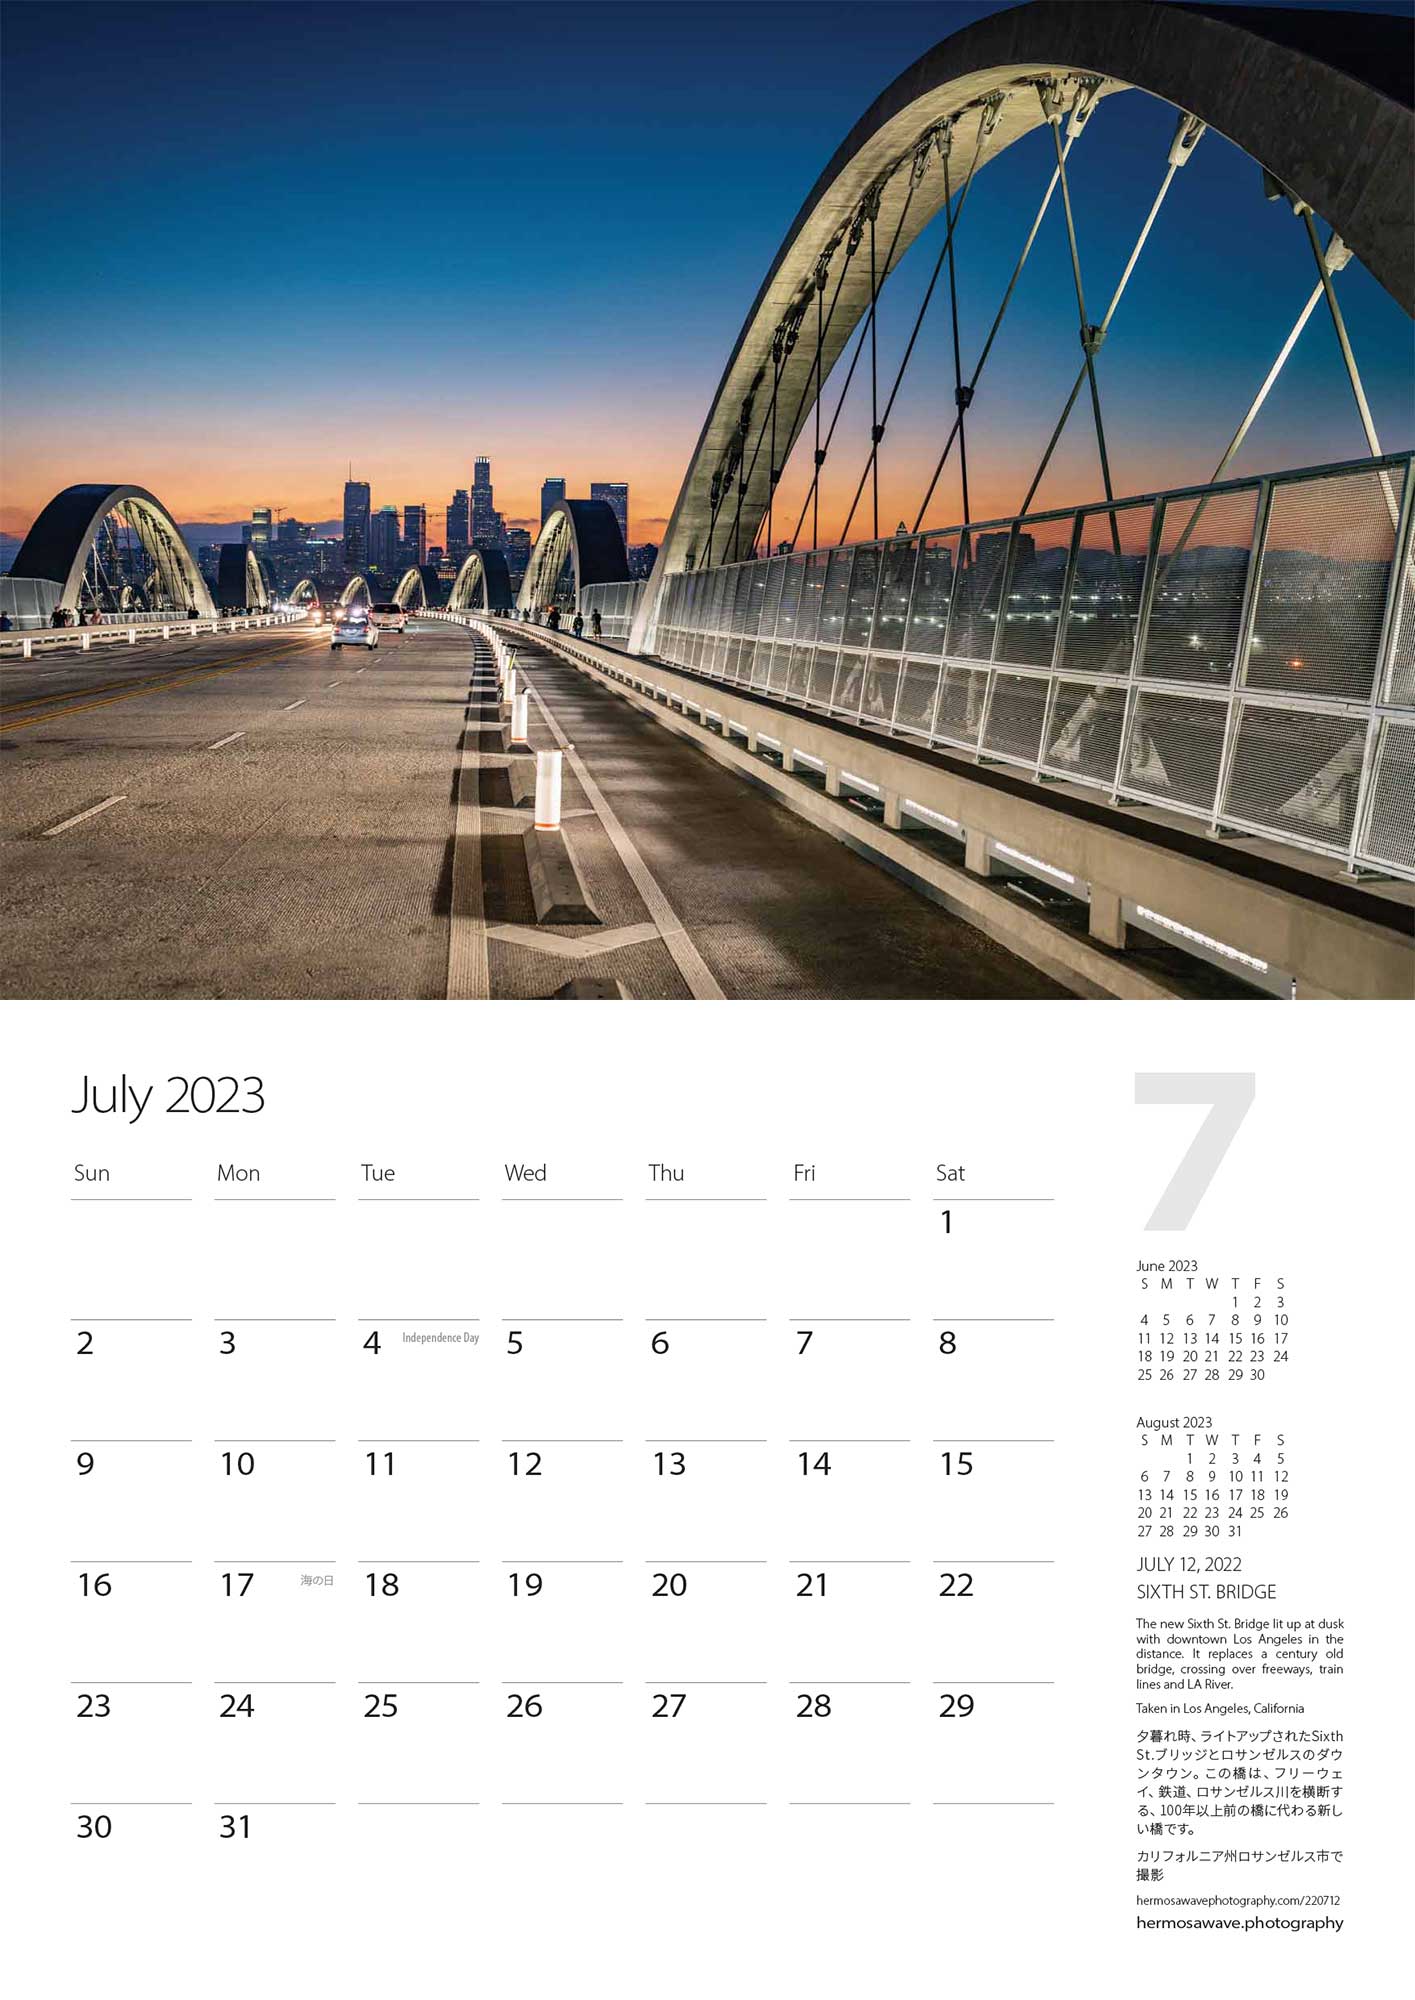 July 2023
Sun Mon Tue Wed Thu Fri Sat
1
2 3 4 Independence Day 5 6 7 8
9 10 11 12 13 14 15
16 17 海の日 18 19 20 21 22
23 24 25 26 27 28 29
30 31
7
June 2023
S M T W T F S
1 2 3
4 5 6 7 8 9 10
11 12 13 14 15 16 17
18 19 20 21 22 23 24
25 26 27 28 29 30
August 2023
S M T W T F S
1 2 3 4 5
6 7 8 9 10 11 12
13 14 15 16 17 18 19
20 21 22 23 24 25 26
27 28 29 30 31
JULY 12, 2022
SIXTH ST. BRIDGE
The new Sixth St. Bridge lit up at dusk
with downtown Los Angeles in the
distance. It replaces a century old
bridge, crossing over freeways, train
lines and LA River.
Taken in Los Angeles, California
夕暮れ時、ライトアップされたSixth
St.ブリッジとロサンゼルスのダウ
ンタウン。この橋は、フリーウェ
イ、鉄道、ロサンゼルス川を横断す
る、100年以上前の橋に代わる新し
い橋です。
カリフォルニア州ロサンゼルス市で
撮影
hermosawavephotography.com/220712
hermosawave.photography